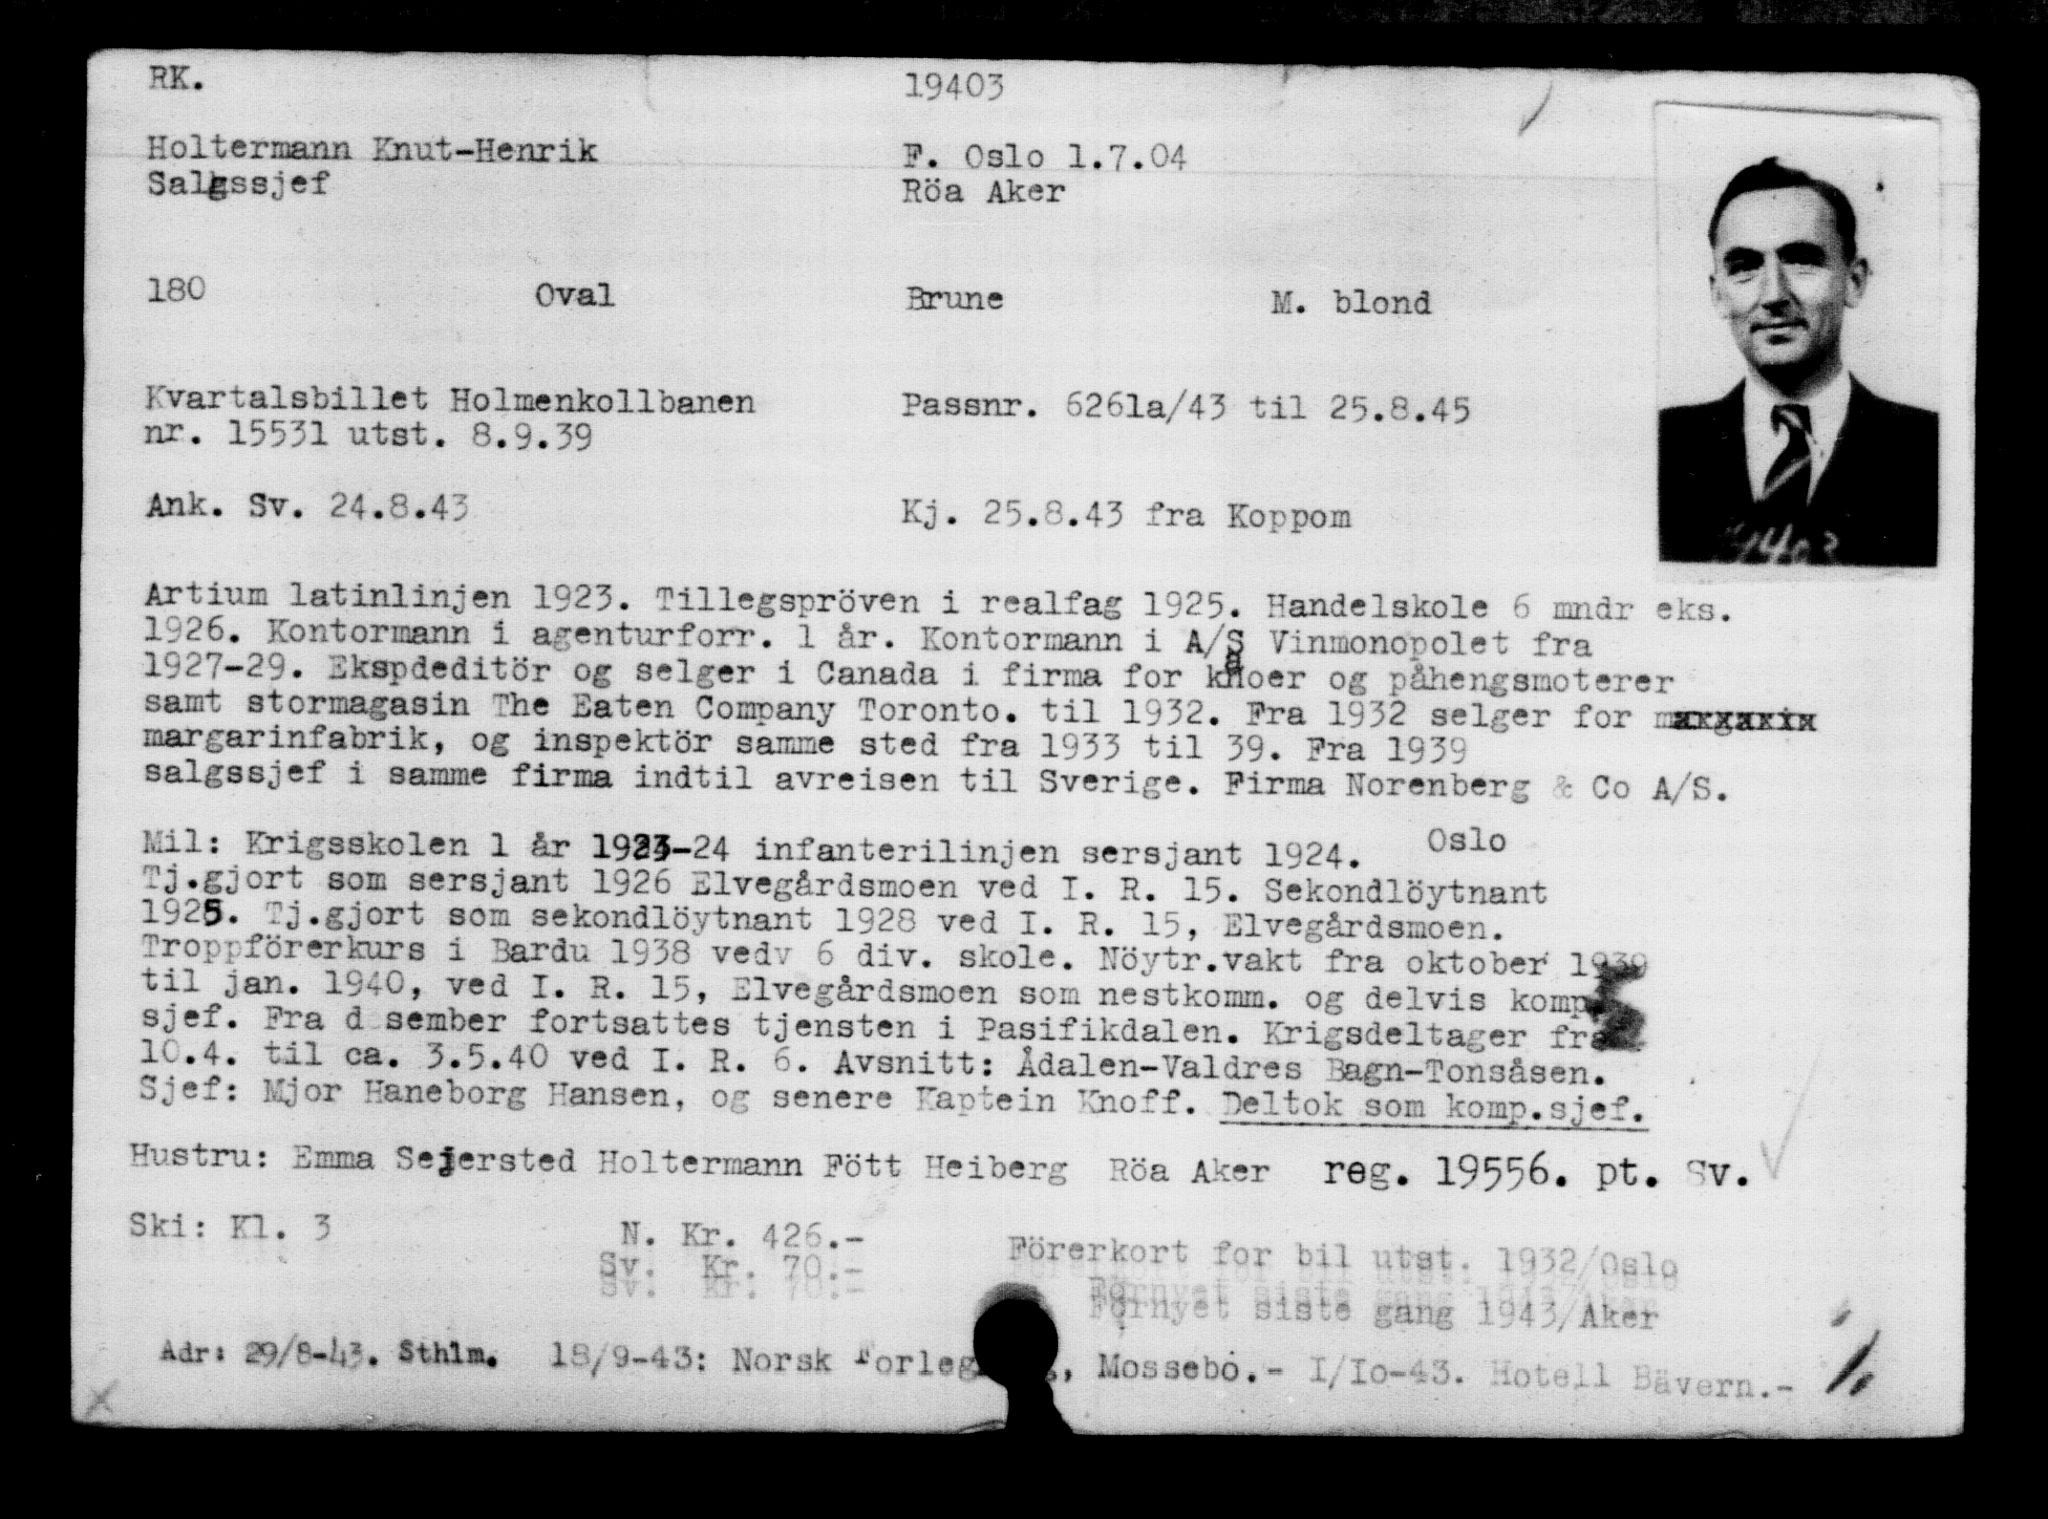 RK. 19403
Holtermann Knut-Henrik F. Oslo 1.7.04
Salgssjef Röa Aker
180 Oval Brune M. blond
Kvartalsbillet Holmenkollbanen Passnr. 6261a/43 til 25.8.45
nr. 15531 utst. 8.9.39
Ank. Sv. 24.8.43 Kj. 25.8.43 fra Koppom
Artium latinlinjen 1923. Tillegspröven i realfag 1925. Handelskole 6 mndr eks.
1926. Kontormann i agenturforr. 1 år. Kontormann i A/S Vinmonopolet fra
1927-29. Ekspdeditör og selger i Canada i firma for kanoer og påhengsmoterer
samt stormagasin The Eaten Company Toronto. til 1932. Fra 1932 selger for
margarinfabrik, og inspektör samme sted fra 1933 til 39. Fra 1939
salgssjef i samme firma indtil avreisen til Sverige. Firma Norenberg & Co A/S.
Oslo
Mil: Krigsskolen 1 år 1923-24 infanterilinjen sersjant 1924.
Tj.gjort som sersjant 1926 Elvegårdsmoen ved I. R. 15. Sekondlöytnant
1925. Tj.gjort som sekondlöytnant 1928 ved I. R. 15, Elvegårdsmoen.
Troppförerkurs i Bardu 1938 vedv 6 div. skole. Nöytr.vakt fra oktober 1939
til jan. 1940, ved I. R. 15, Elvegårdsmoen som nestkomm. og delvis komp.
sjef. Fra d sember fortsattes tjensten i Pasifikdalen. Krigsdeltager fra
10.4. til ca. 3.5.40 ved I. R. 6. Avsnitt: Ådalen-Valdres Bagn-Tonsåsen.
Sjef: Mjor Haneborg Hansen, og senere Kaptein Knoff. Deltok som komp.sjef.
Hustru: Emma Sejersted Holtermann Fött Heiberg Röa Aker reg. 19556. pt. Sv.
Ski: Kl. 3 N. Kr. 426.- Förerkort for bil utst. 1932/Oslo
Sv. Kr. 70.- Fornyet siste gang 1943/Aker
Adr: 29/8-43. Sthlm. 18/9-43: Norsk Mossebo.- I/Io-43. Hotell Bävern.-
19403